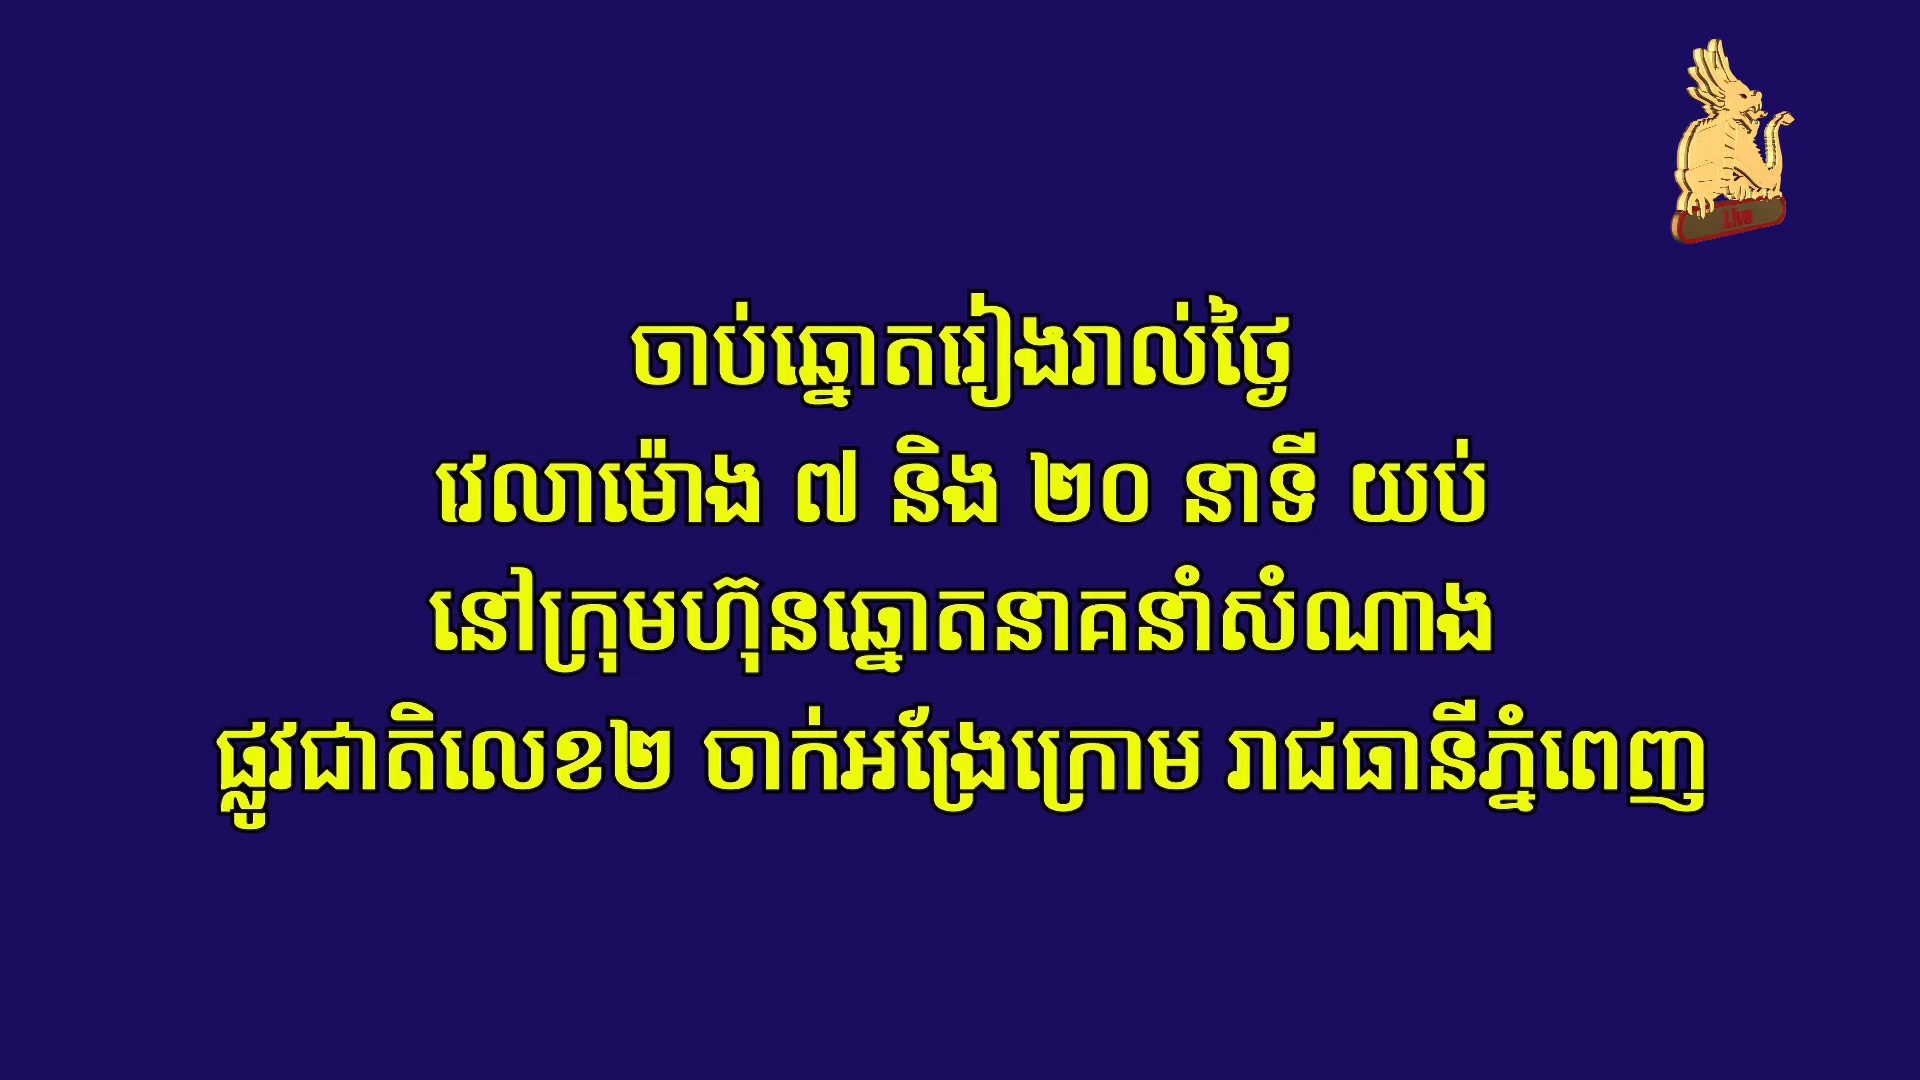 Live
ចាប់ឆ្នោតរៀងរាល់ថ្ងៃ
វេលាម៉ោង ៧ និង ២០ នាទី យប់
នៅក្រុមហ៊ុនឆ្នោតនាគនាំសំណាង
ផ្លូវជាតិលេខ២ ចាក់អង្រែក្រោម រាជធានីភ្នំពេញ